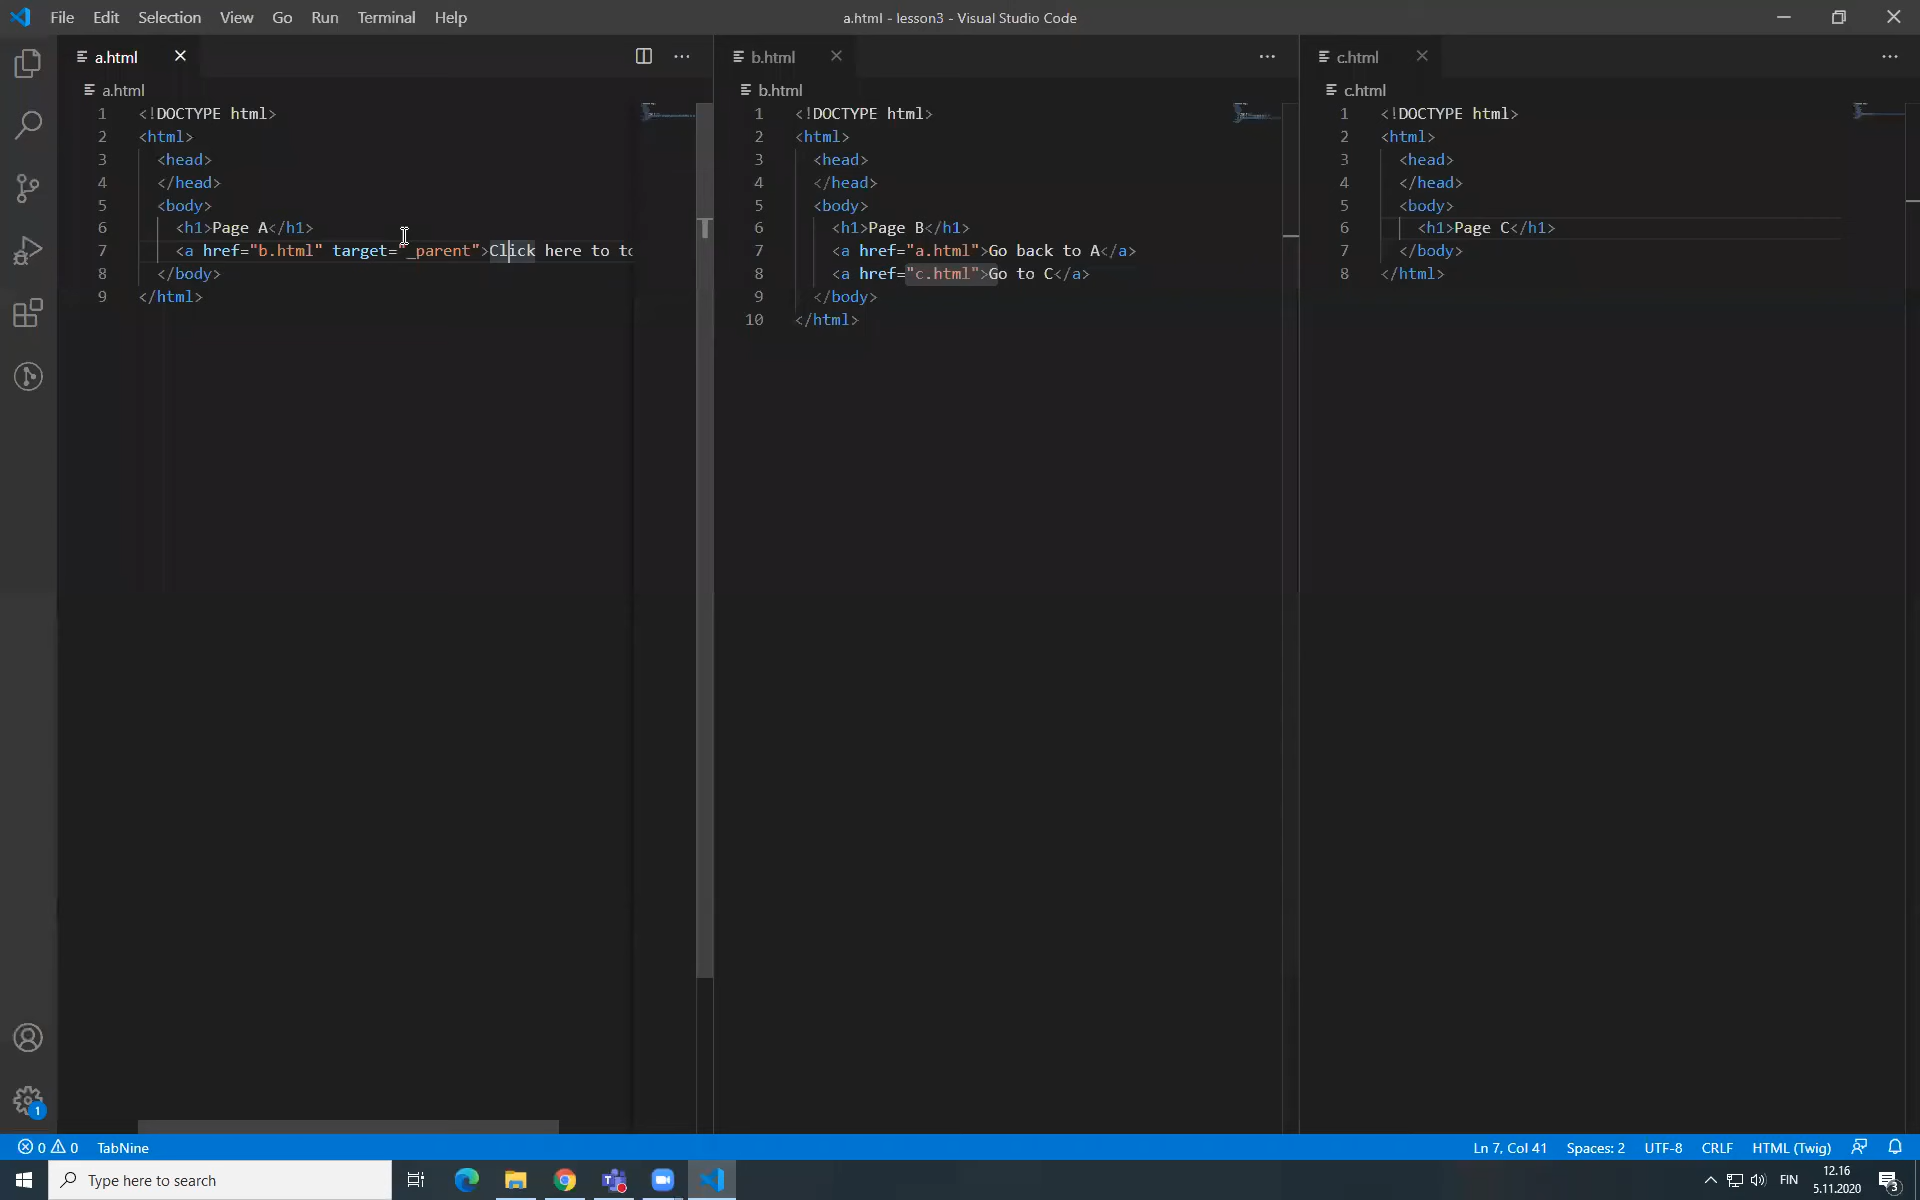 File Edit Selection View Go Run Terminal Help
a.html - lesson3 - Visual Studio Code
a.html
a.html
1 <!DOCTYPE html>
2 <html>
3 <head>
4 </head>
5 <body>
6 <h1>Page A</h1>
7 <a href="b.html" target="_parent">Click here to to
8 </body>
9 </html>
b.html
b.html
1 <!DOCTYPE html>
2 <html>
3 <head>
4 </head>
5 <body>
6 <h1>Page B</h1>
7 <a href="a.html">Go back to A</a>
8 <a href="c.html">Go to C</a>
9 </body>
10 </html>
c.html
c.html
1 <!DOCTYPE html>
2 <html>
3 <head>
4 </head>
5 <body>
6 <h1>Page C</h1>
7 </body>
8 </html>
1
0 0 TabNine
Ln 7, Col 41 Spaces: 2 UTF-8 CRLF HTML (Twig)
Type here to search
FIN
12.16
5.11.2020
3